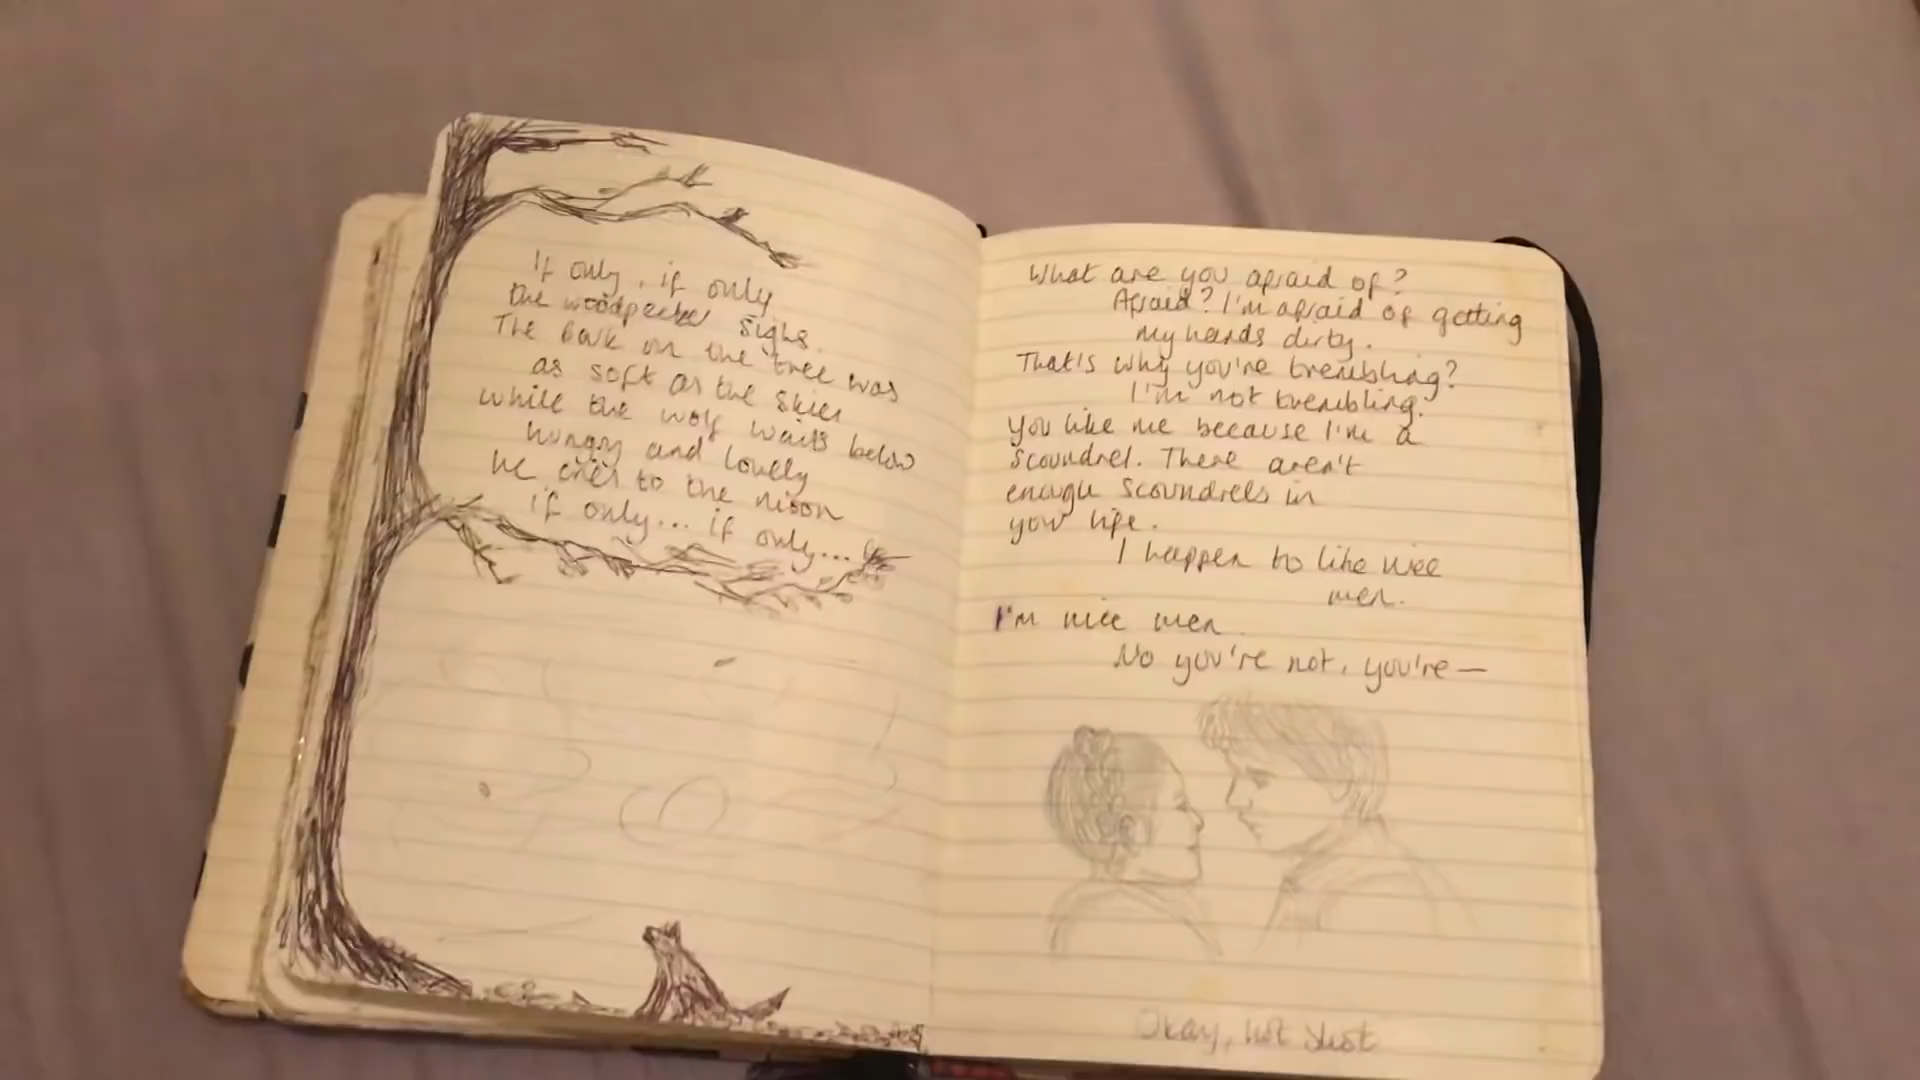 If only, if only
the woodpecker sighs.
The bark on the tree was
as soft as the skies
while the wolf waits below
hungry and lonely
he cries to the moon
if only... if only...
What are you afraid of?
Afraid? I'm afraid of getting
my hands dirty.
That's why you're trembling?
I'm not trembling.
You like me because I'm a
scoundrel. There aren't
enough scoundrels in
your life.
I happen to like nice
men.
I'm nice men.
No you're not, you're—
Okay, not just